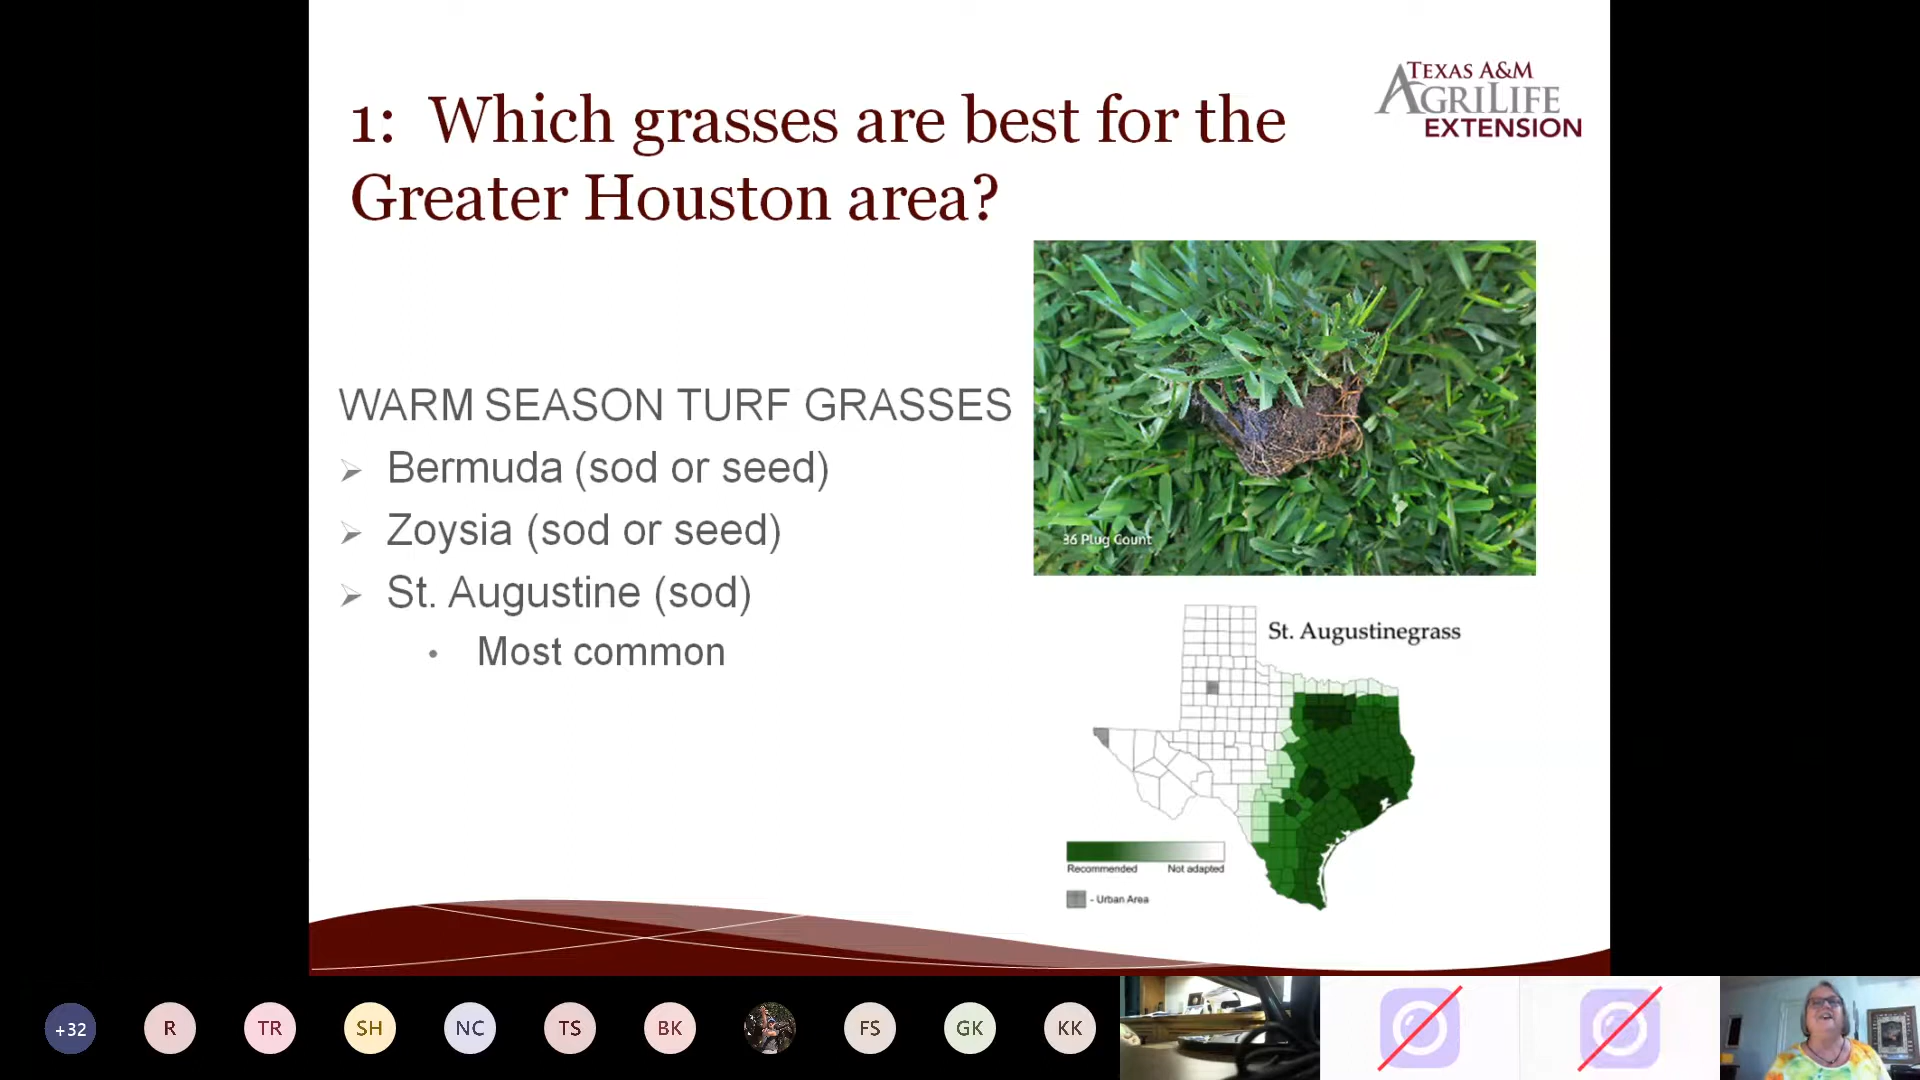 TEXAS A&M
AGRILIFE
EXTENSION
1: Which grasses are best for the
Greater Houston area?
WARM SEASON TURF GRASSES
Bermuda (sod or seed)
Zoysia (sod or seed)
St. Augustine (sod)
Most common
36 Plug Count
St. Augustinegrass
Recommended Not adapted
- Urban Area
+32 R TR SH NC TS BK FS GK KK